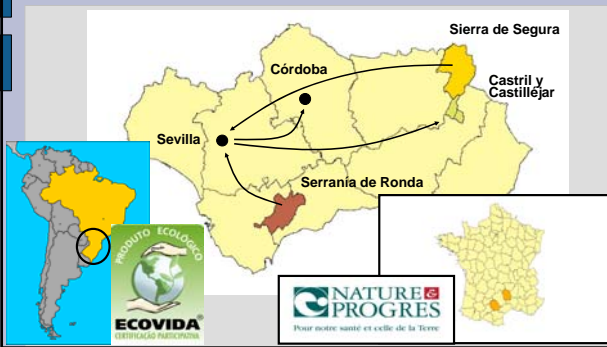 Sierra de Segura
Córdoba
Castril y
Castilléjar
Sevilla
Serranía de Ronda
PRODUTO ECOLÓGICO
ECOVIDA®
CERTIFICAÇÃO PARTICIPATIVA
NATURE &
PROGRES
Pour notre santé et celle de la Terre